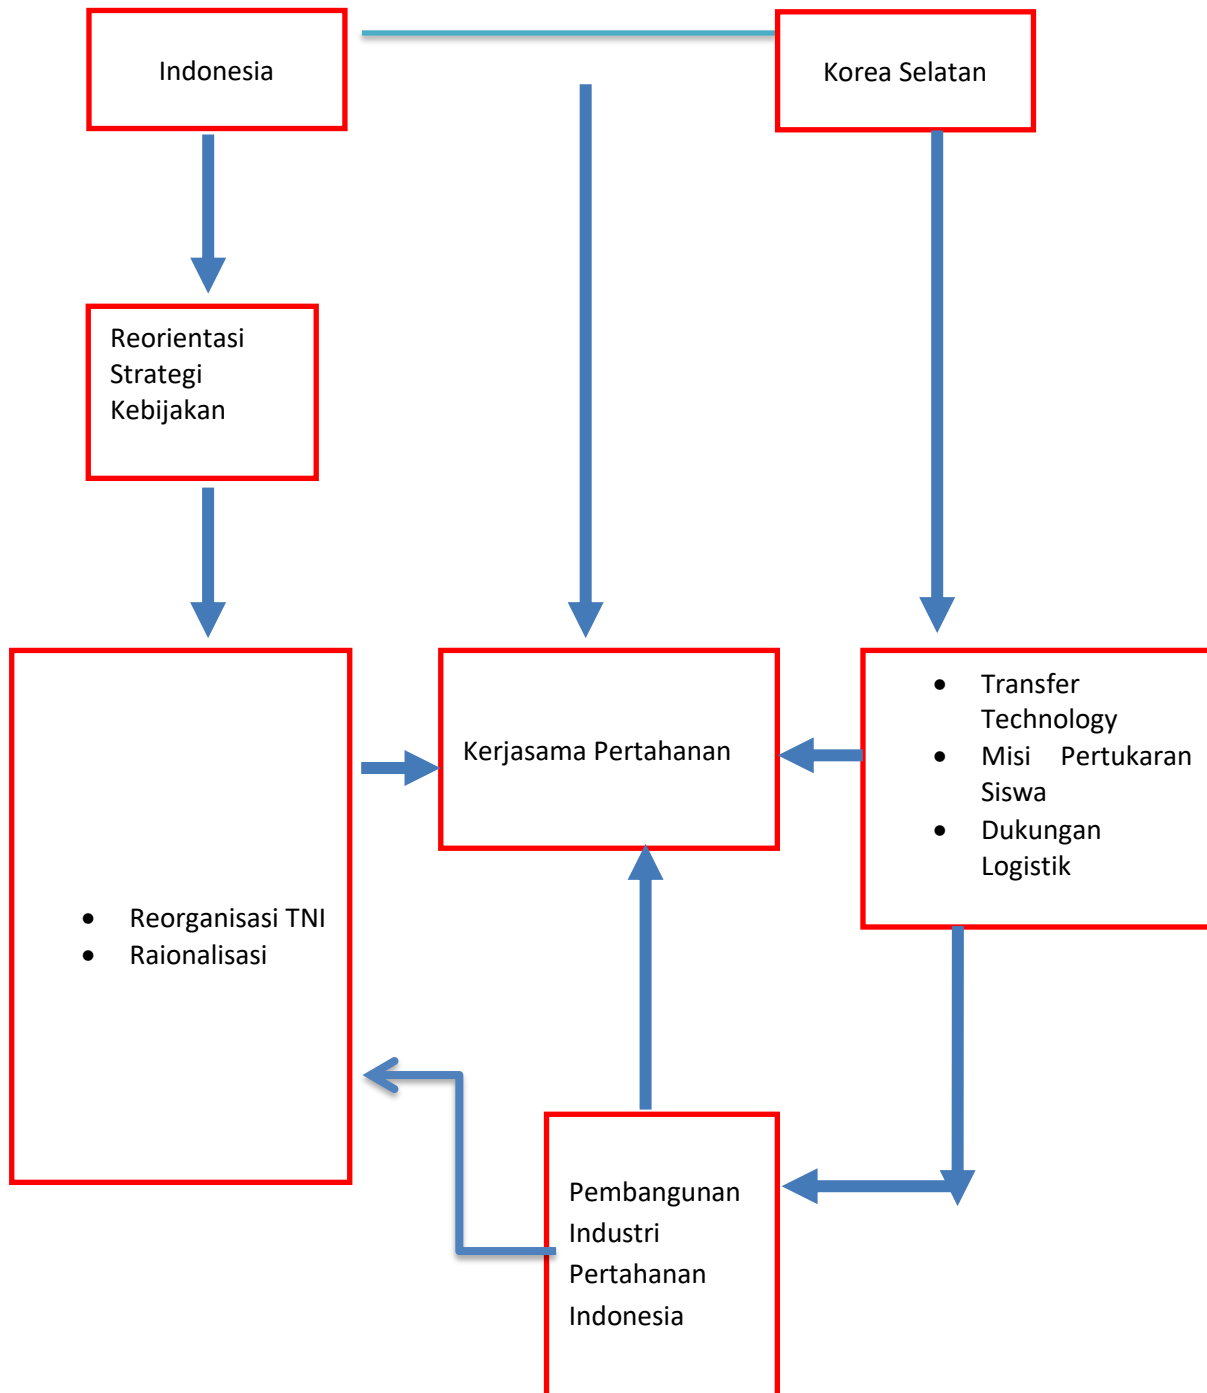 Indonesia
Korea Selatan
Reorientasi
Strategi
Kebijakan
Kerjasama Pertahanan
• Transfer
Technology
• Misi Pertukaran
Siswa
• Dukungan
Logistik
• Reorganisasi TNI
• Raionalisasi
Pembangunan
Industri
Pertahanan
Indonesia